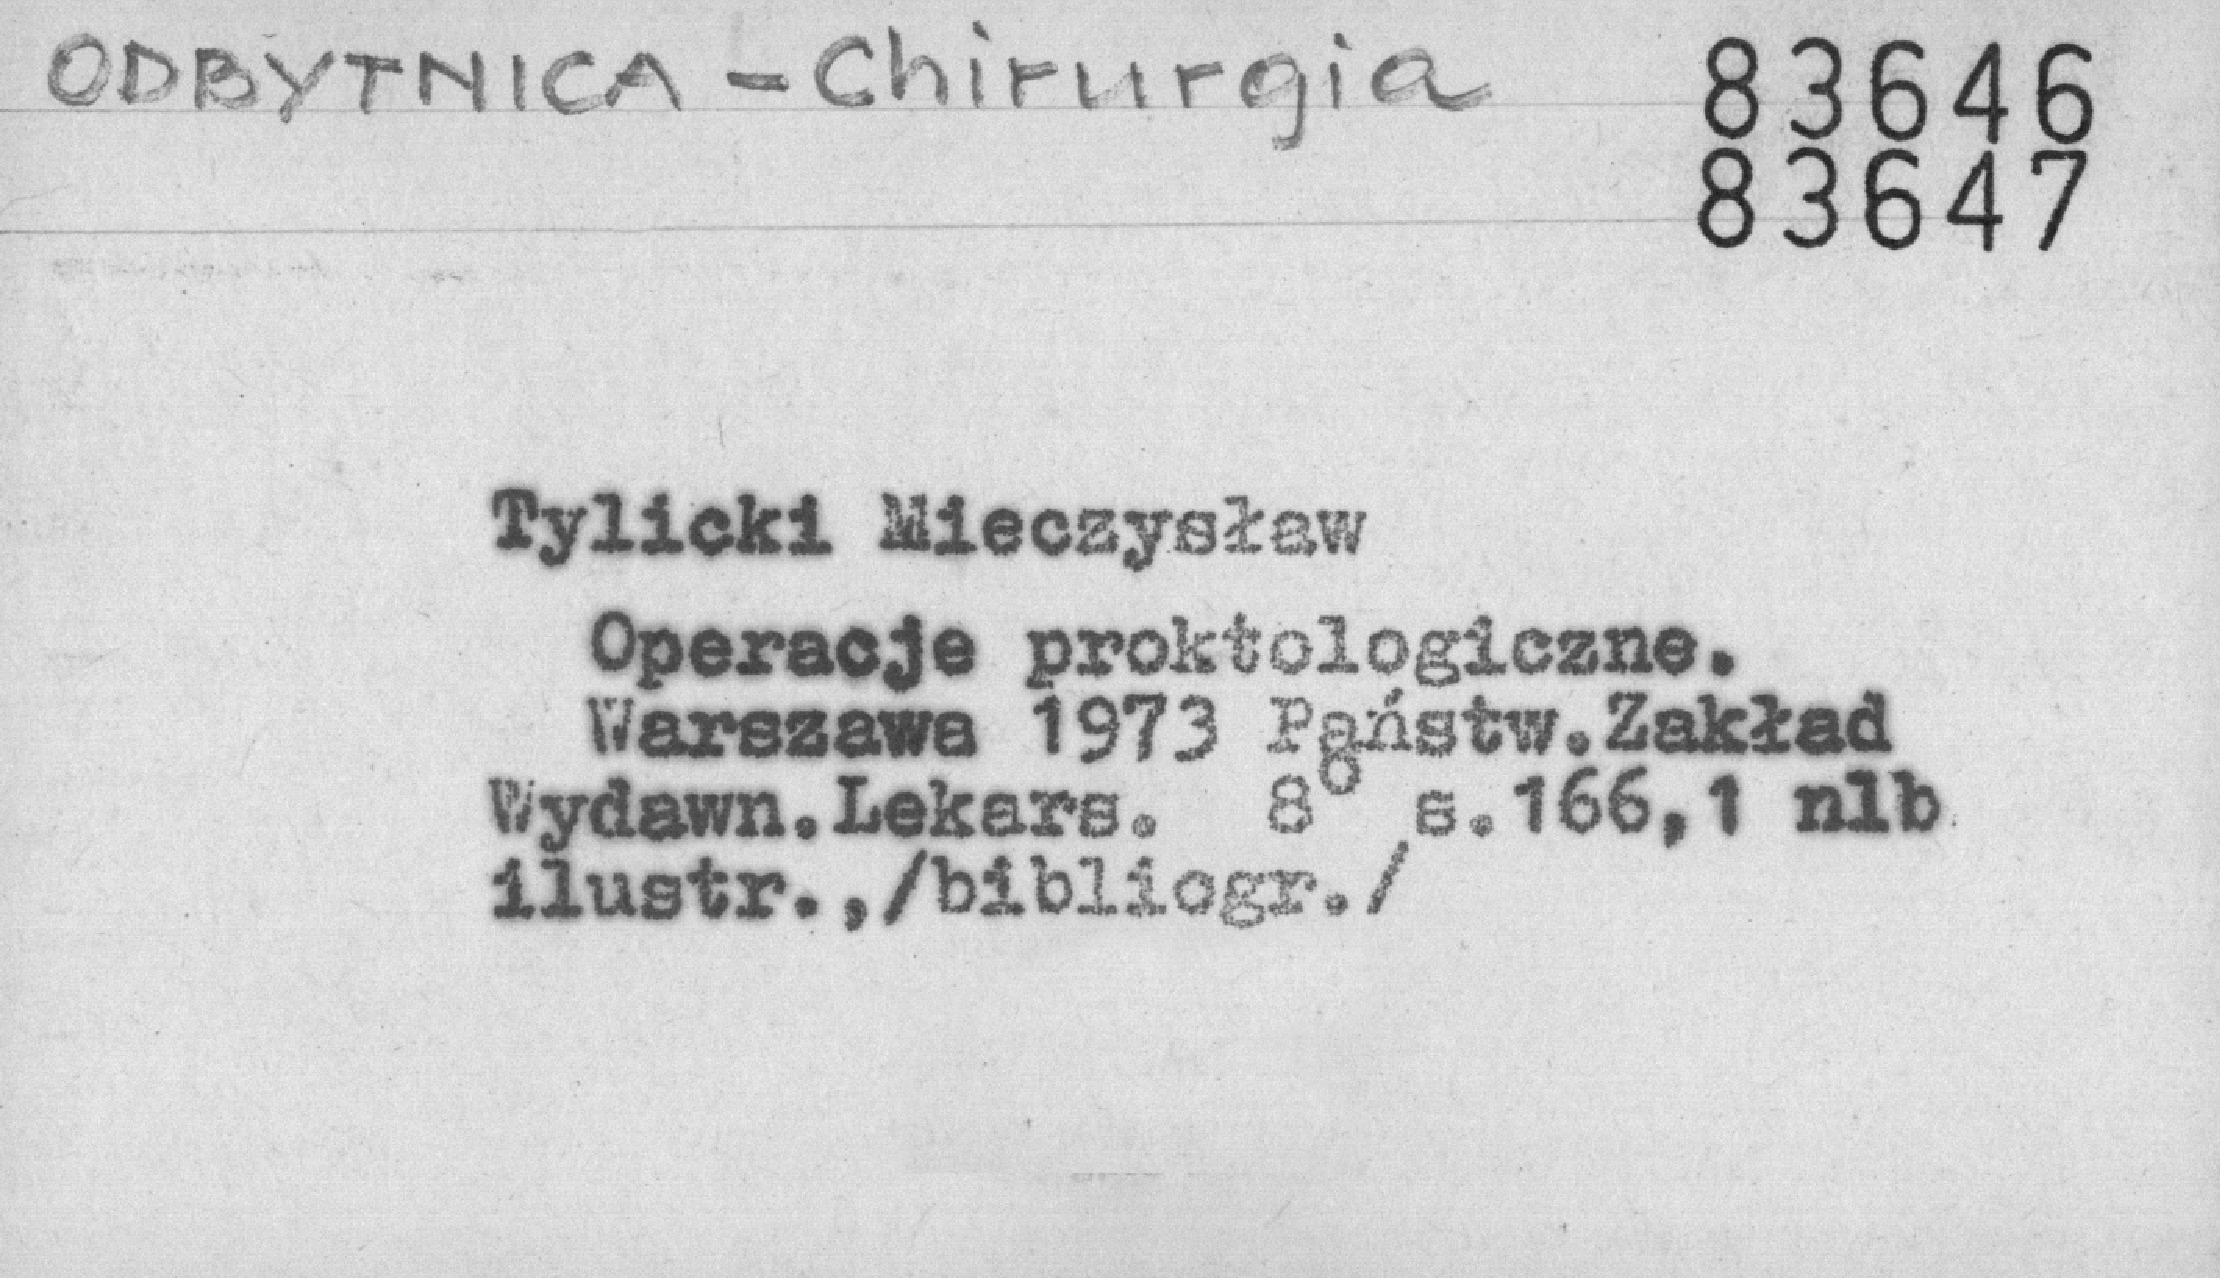 ODBYTNICA - Chirurgia
83646
83647
Tylicki Mieczysław
Operacje proktologiczne.
Warszawa 1973 Państw.Zakład
Wydawn.Lekars. 8° s.166,1 nlb
ilustr.,/bibliogr./